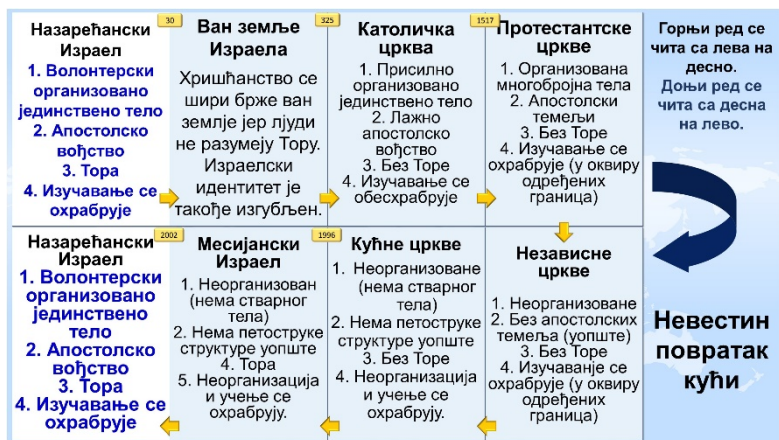 Назарећански
Израел
1. Волонтерски
организовано
јединствено тело
2. Апостолско
вођство
3. Тора
4. Изучавање се
охрабрује
30
Ван земље
Израела
Хришћанство се
шири брже ван
земље јер људи
не разумеју Тору.
Израелски
идентитет је
такође изгубљен.
325
Католичка
црква
1. Присилно
организовано
јединствено тело
2. Лажно
апостолско
вођство
3. Без Торе
4. Изучавање се
обесхрабрује
1517
Протестантске
цркве
1. Организована
многобројна тела
2. Апостолски
темељи
3. Без Торе
4. Изучавање се
охрабрује (у оквиру
одређених
граница)
Горњи ред се
чита са лева на
десно.
Доњи ред се
чита са десна
на лево.
Назарећански
Израел
1. Волонтерски
организовано
јединствено
тело
2. Апостолско
вођство
3. Тора
4. Изучавање се
охрабрује
2002
Месијански
Израел
1. Неорганизован
(нема стварног
тела)
2. Нема петоструке
структуре уопште
4. Тора
5. Неорганизација
и учење се
охрабрују.
1996
Кућне цркве
1. Неорганизоване
(нема стварног
тела)
2. Нема петоструке
структуре уопште
3. Без Торе
4. Неорганизација
и учење се
охрабрују.
Независне
цркве
1. Неорганизоване
2. Без апостолских
темеља (уопште)
3. Без Торе
4. Изучавањје се
охрабрује (у оквиру
одређених
граница)
Невестин
повратак
кући